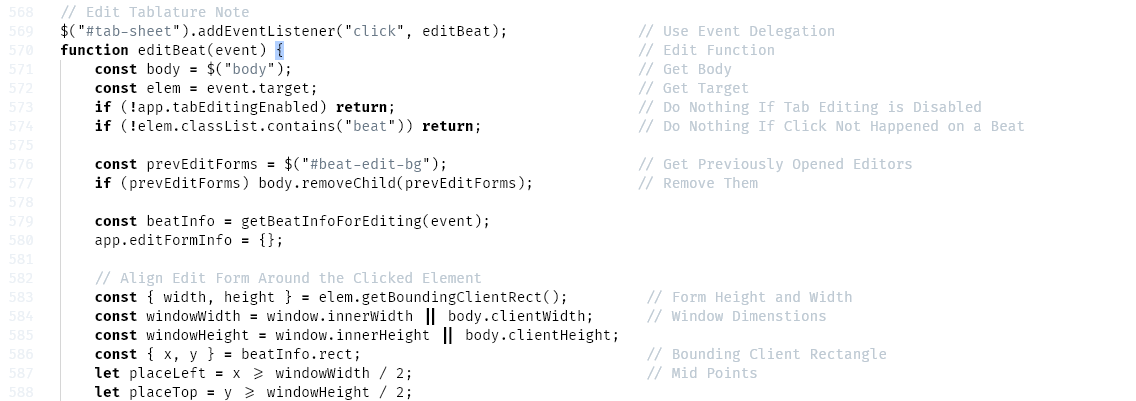 568 // Edit Tablature Note
569 $("#tab-sheet").addEventListener("click", editBeat); // Use Event Delegation
570 function editBeat(event) { // Edit Function
571 const body = $("body"); // Get Body
572 const elem = event.target; // Get Target
573 if (!app.tabEditingEnabled) return; // Do Nothing If Tab Editing is Disabled
574 if (!elem.classList.contains("beat")) return; // Do Nothing If Click Not Happened on a Beat
575
576 const prevEditForms = $("#beat-edit-bg"); // Get Previously Opened Editors
577 if (prevEditForms) body.removeChild(prevEditForms); // Remove Them
578
579 const beatInfo = getBeatInfoForEditing(event);
580 app.editFormInfo = {};
581
582 // Align Edit Form Around the Clicked Element
583 const { width, height } = elem.getBoundingClientRect(); // Form Height and Width
584 const windowWidth = window.innerWidth || body.clientWidth; // Window Dimenstions
585 const windowHeight = window.innerHeight || body.clientHeight;
586 const { x, y } = beatInfo.rect; // Bounding Client Rectangle
587 let placeLeft = x ⩾ windowWidth / 2; // Mid Points
588 let placeTop = y ⩾ windowHeight / 2;